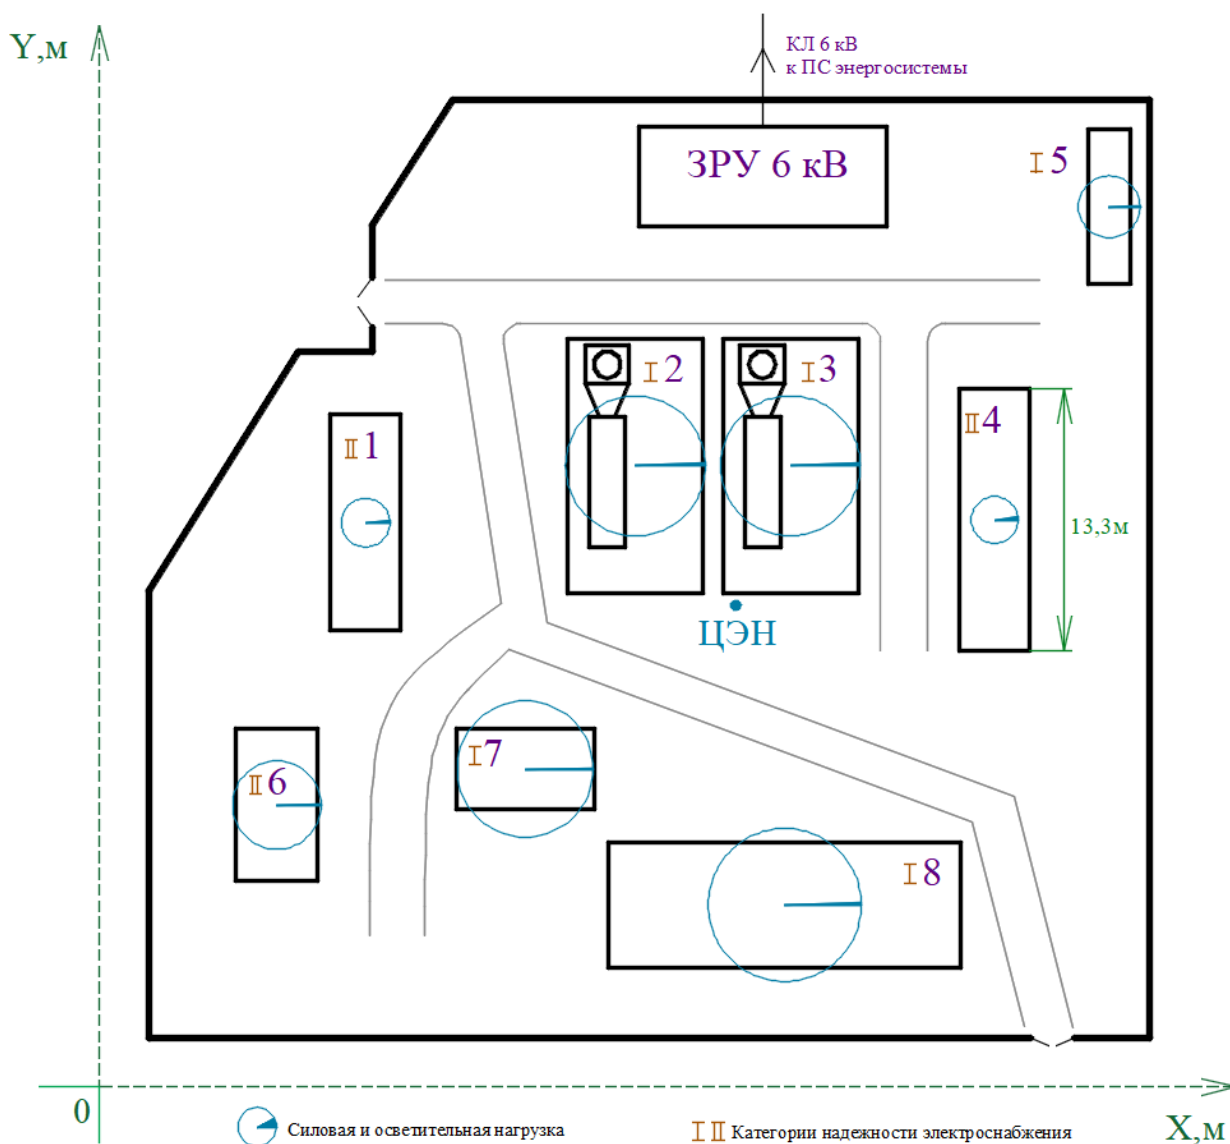 Y,м
КЛ 6 кВ
к ПС энергосистемы
ЗРУ 6 кВ
I 5
I 2
I 3
II 4
II 1
13,3м
ЦЭН
I 7
II 6
I 8
0
X,м
Силовая и осветительная нагрузка
I II Категории надежности электроснабжения